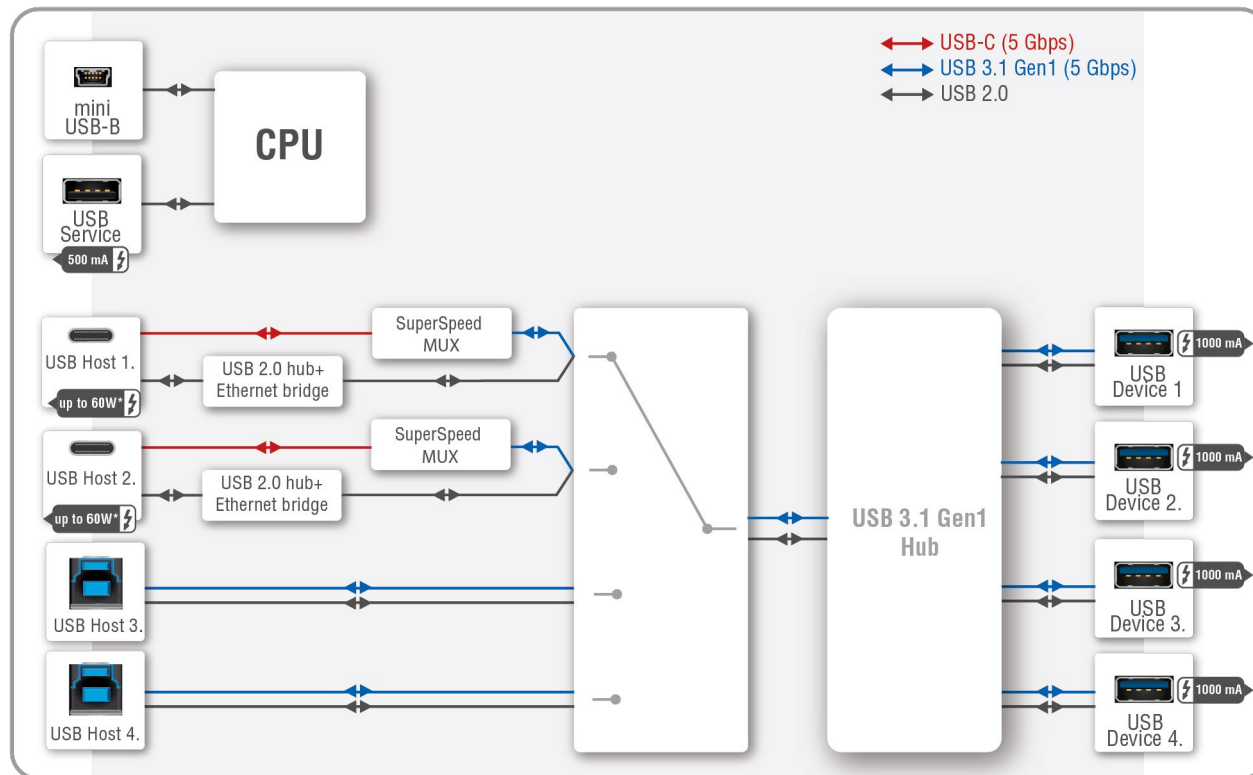 USB-C (5 Gbps)
USB 3.1 Gen1 (5 Gbps)
USB 2.0
mini
USB-B
CPU
USB
Service
500 mA
USB Host 1.
up to 60W*
SuperSpeed
MUX
USB 2.0 hub+
Ethernet bridge
USB Host 2.
up to 60W*
SuperSpeed
MUX
USB 2.0 hub+
Ethernet bridge
USB Host 3.
USB Host 4.
USB 3.1 Gen1
Hub
1000 mA
USB
Device 1
1000 mA
USB
Device 2.
1000 mA
USB
Device 3.
1000 mA
USB
Device 4.